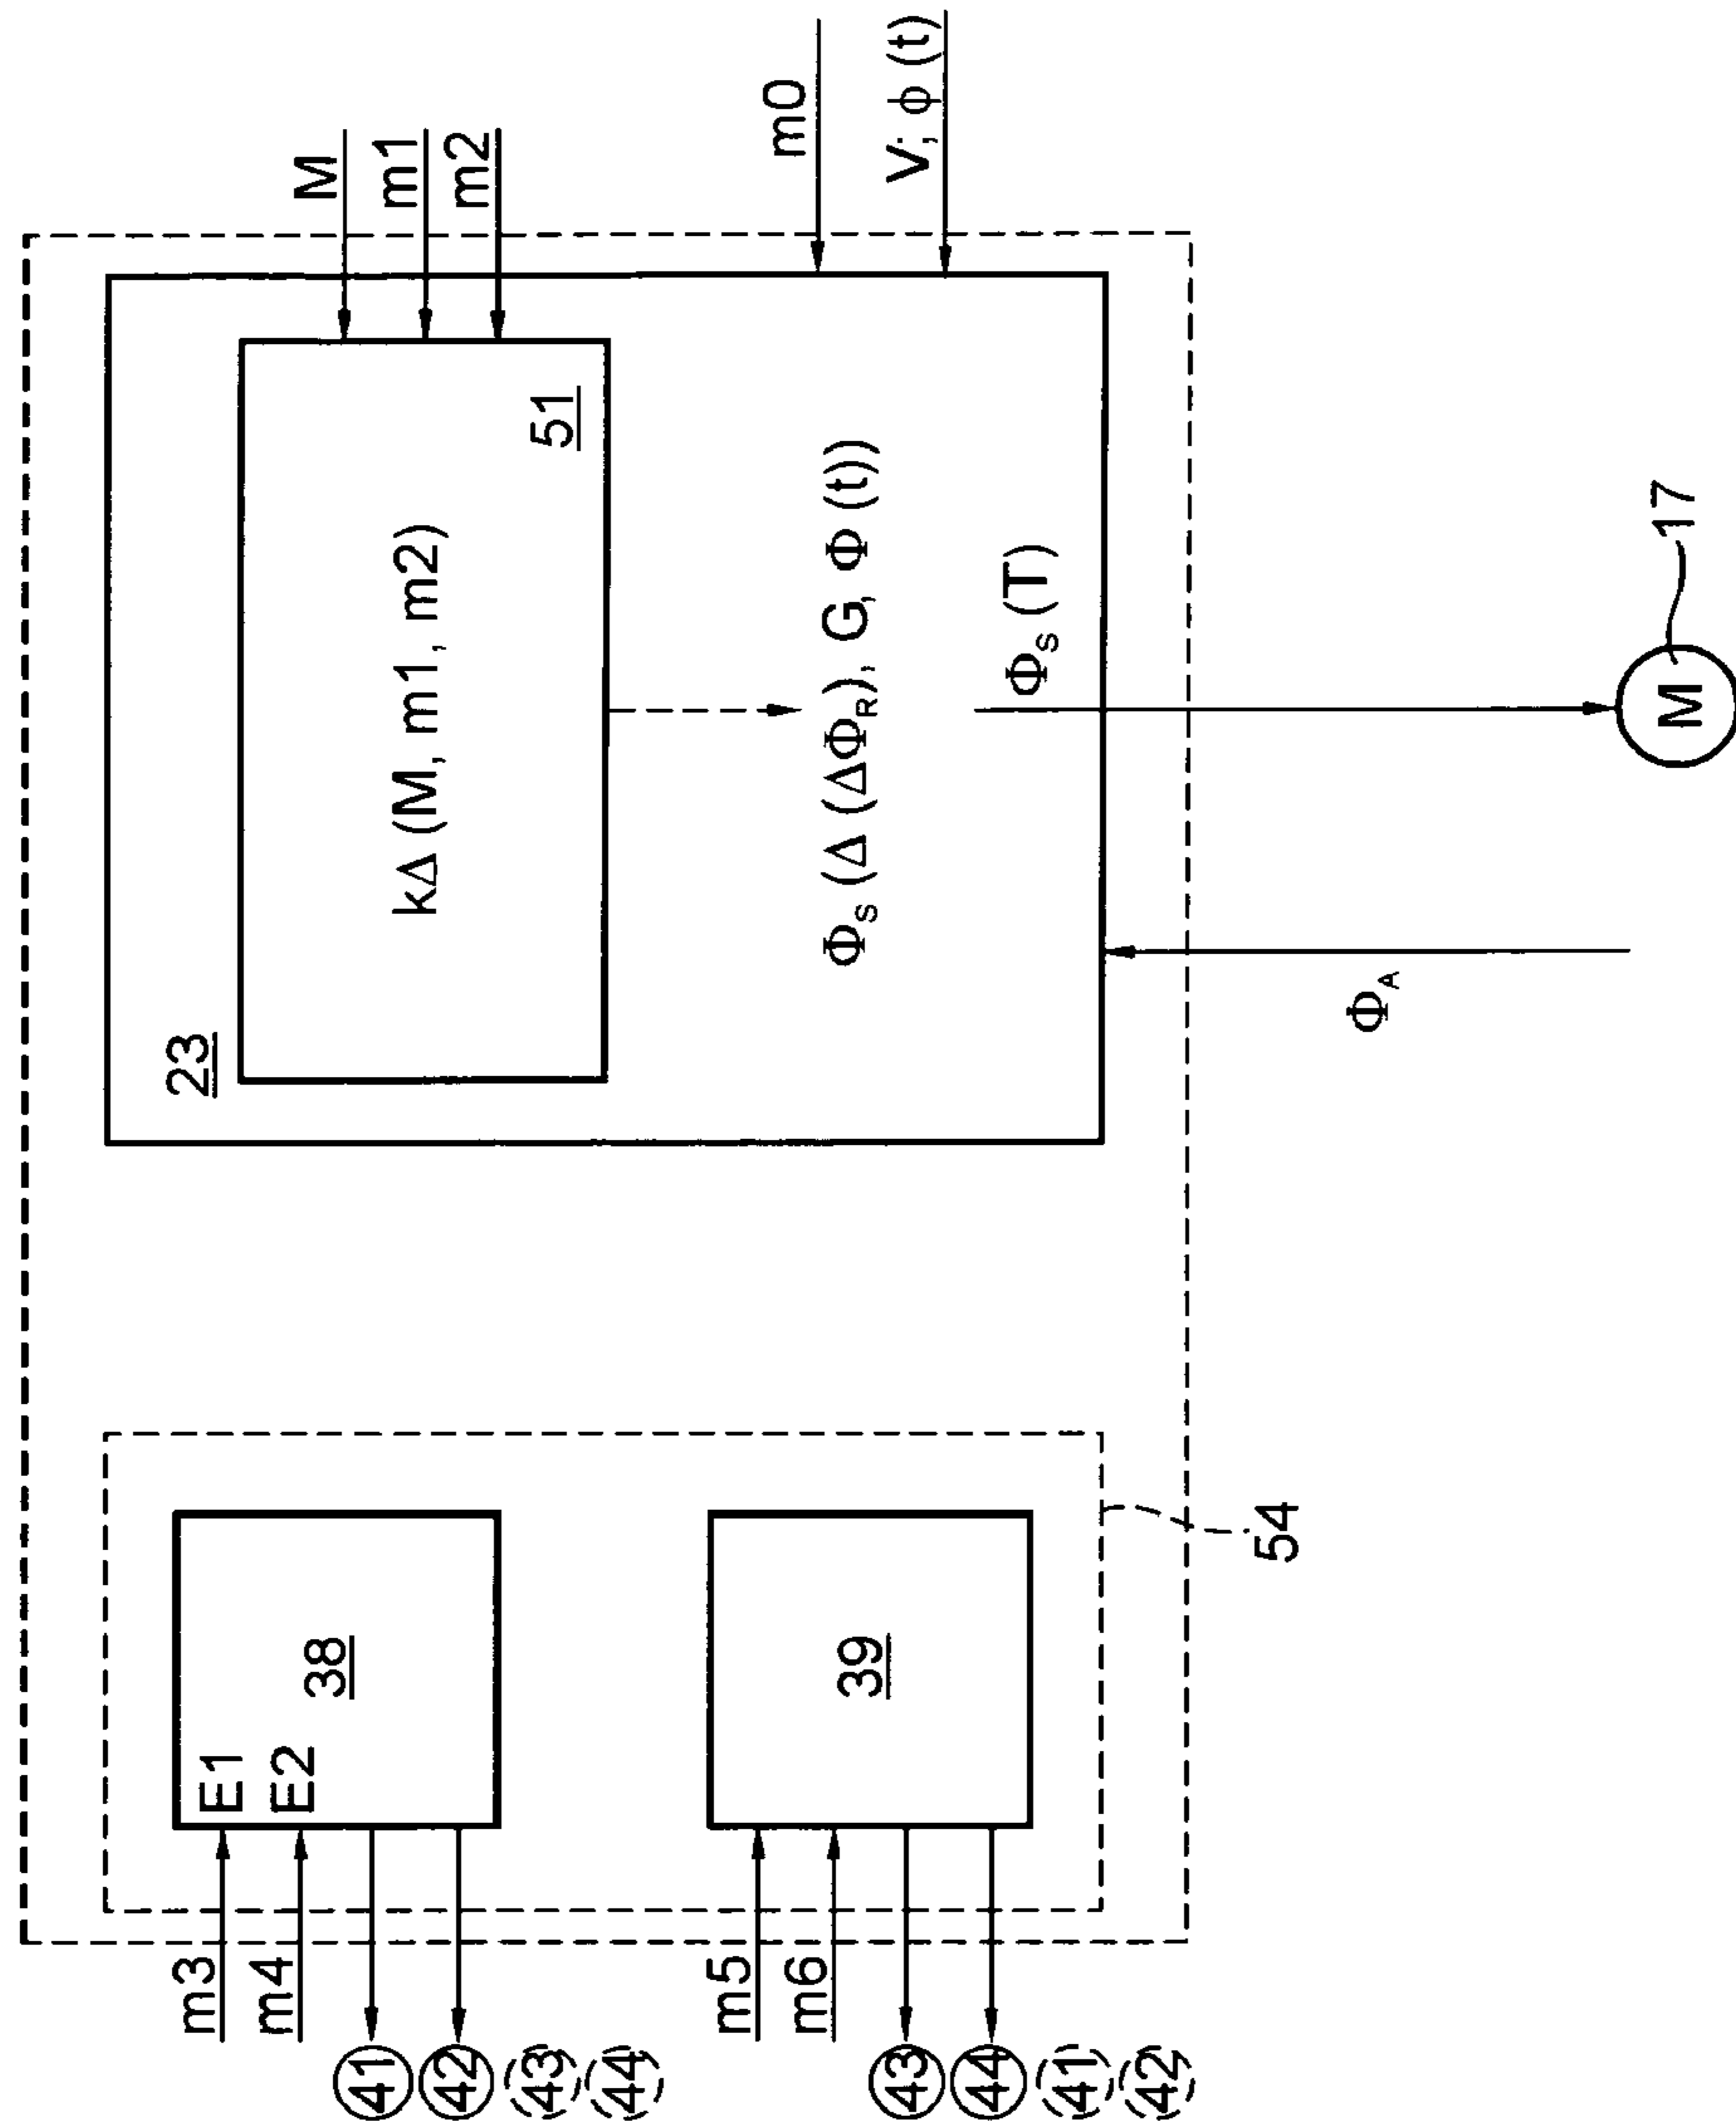 m3
m4
41
42
(43)
(44)
m5
m6
43
44
(41)
(42)
E1
E2
38
39
54
23
kΔ (M, m1, m2)
51
Φ_S (Δ (ΔΦ_R), G, Φ (t))
Φ_S (T)
Φ_A
M
m1
m2
m0
V; ϕ (t)
M
17